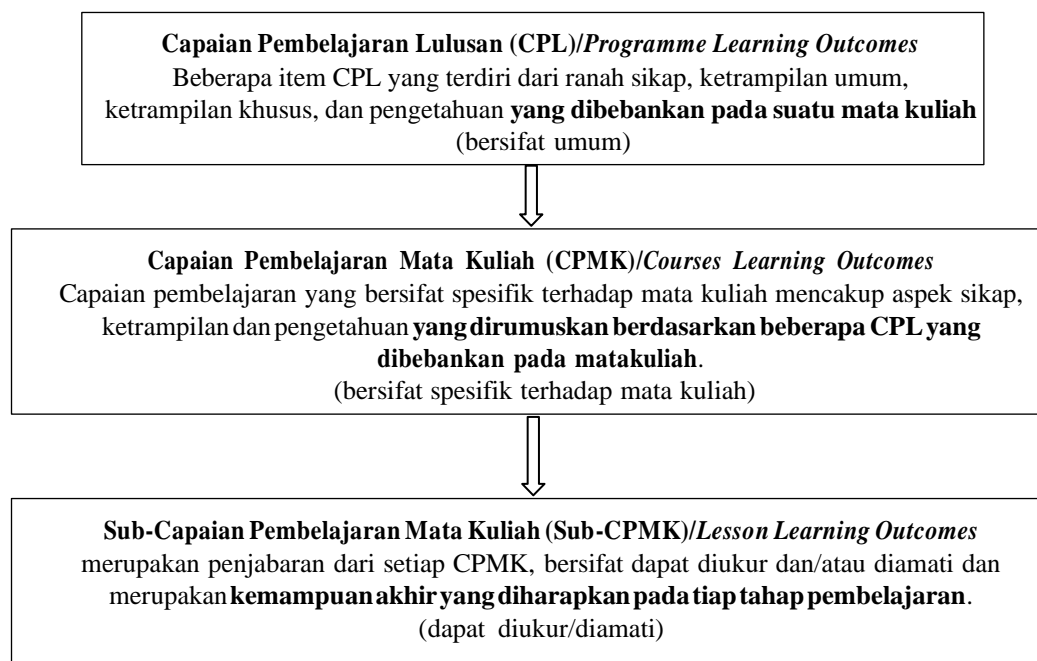 Capaian Pembelajaran Lulusan (CPL)/Programme Learning Outcomes
Beberapa item CPL yang terdiri dari ranah sikap, ketrampilan umum,
ketrampilan khusus, dan pengetahuan yang dibebankan pada suatu mata kuliah
(bersifat umum)
Capaian Pembelajaran Mata Kuliah (CPMK)/Courses Learning Outcomes
Capaian pembelajaran yang bersifat spesifik terhadap mata kuliah mencakup aspek sikap,
ketrampilan dan pengetahuan yang dirumuskan berdasarkan beberapa CPL yang
dibebankan pada matakuliah.
(bersifat spesifik terhadap mata kuliah)
Sub-Capaian Pembelajaran Mata Kuliah (Sub-CPMK)/Lesson Learning Outcomes
merupakan penjabaran dari setiap CPMK, bersifat dapat diukur dan/atau diamati dan
merupakan kemampuan akhir yang diharapkan pada tiap tahap pembelajaran.
(dapat diukur/diamati)